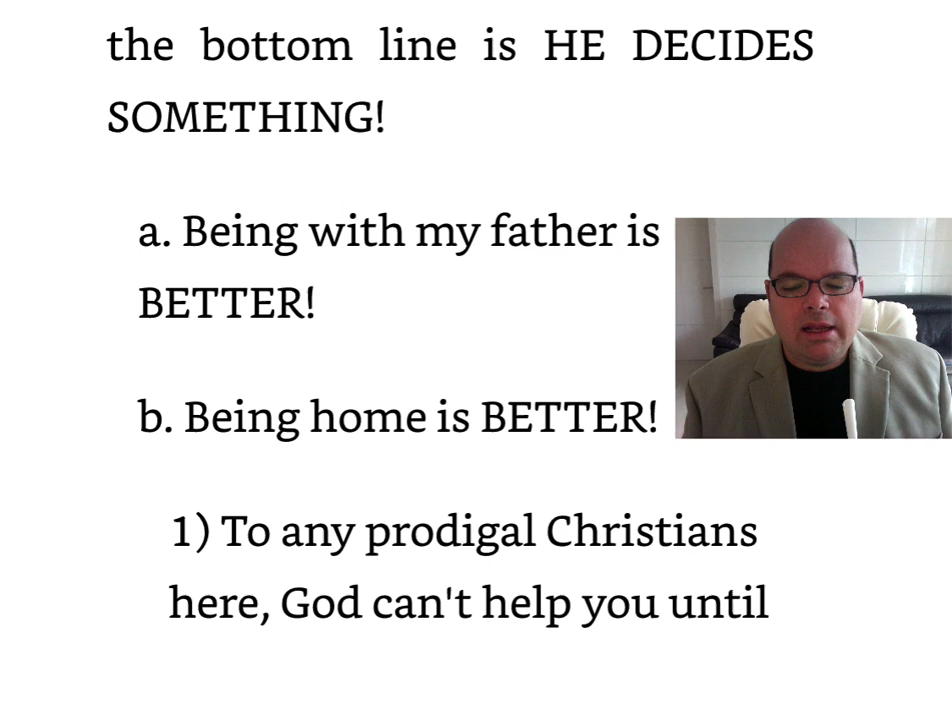 the bottom line is HE DECIDES
SOMETHING!
a. Being with my father is
BETTER!
b. Being home is BETTER!
1) To any prodigal Christians
here, God can't help you until